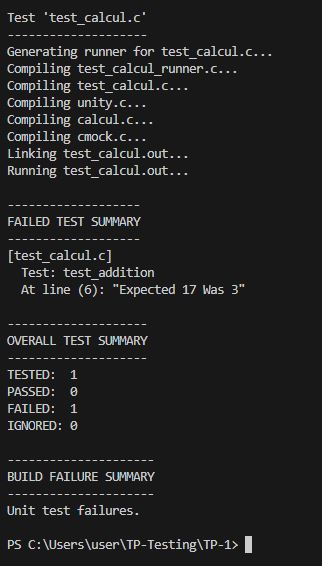 Test 'test_calcul.c'
--------------------
Generating runner for test_calcul.c...
Compiling test_calcul_runner.c...
Compiling test_calcul.c...
Compiling unity.c...
Compiling calcul.c...
Compiling cmock.c...
Linking test_calcul.out...
Running test_calcul.out...

-------------------
FAILED TEST SUMMARY
-------------------
[test_calcul.c]
  Test: test_addition
  At line (6): "Expected 17 Was 3"

--------------------
OVERALL TEST SUMMARY
--------------------
TESTED:  1
PASSED:  0
FAILED:  1
IGNORED: 0

---------------------
BUILD FAILURE SUMMARY
---------------------
Unit test failures.

PS C:\Users\user\TP-Testing\TP-1>